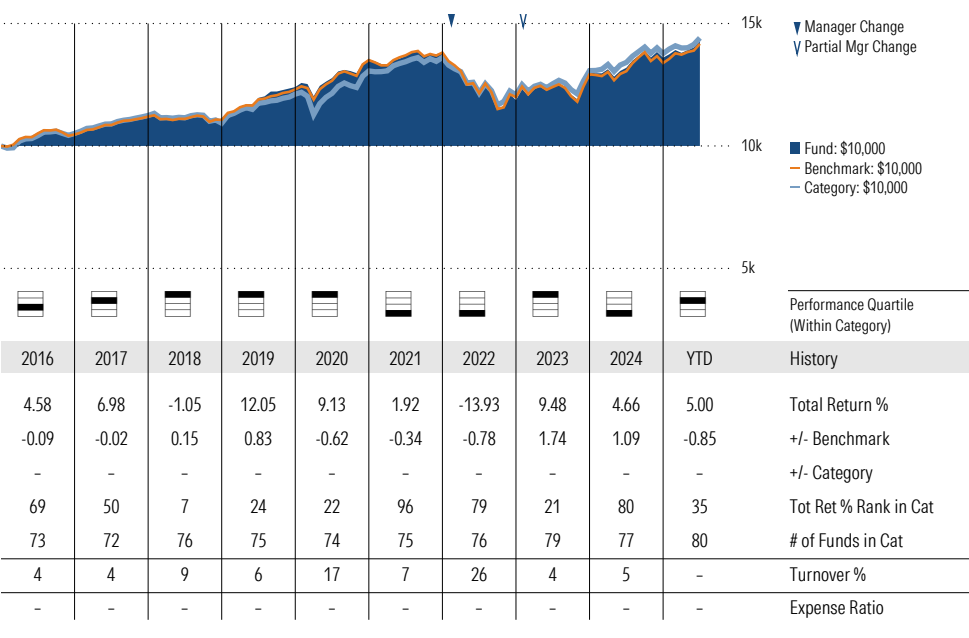 15k
Manager Change
Partial Mgr Change
10k
Fund: $10,000
Benchmark: $10,000
Category: $10,000
5k
Performance Quartile
(Within Category)
2016 2017 2018 2019 2020 2021 2022 2023 2024 YTD History
4.58 6.98 -1.05 12.05 9.13 1.92 -13.93 9.48 4.66 5.00 Total Return %
-0.09 -0.02 0.15 0.83 -0.62 -0.34 -0.78 1.74 1.09 -0.85 +/- Benchmark
– – – – – – – – – – +/- Category
69 50 7 24 22 96 79 21 80 35 Tot Ret % Rank in Cat
73 72 76 75 74 75 76 79 77 80 # of Funds in Cat
4 4 9 6 17 7 26 4 5 – Turnover %
– – – – – – – – – – Expense Ratio